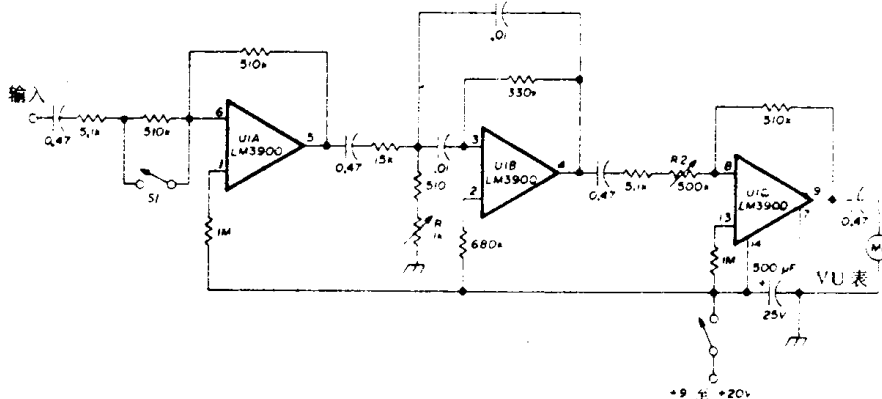 .01
510k
330k
510k
输入
0.47
5.1k
510k
6
U1A
LM3900
5
1
S1
0.47
15k
.01
3
U1B
LM3900
4
2
510
R
1k
680k
1M
0.47
5.1k
R2
500k
8
LM3900
9
13
7
14
0.47
M
1M
500 µF
25V
VU 表
+9 至 +20V